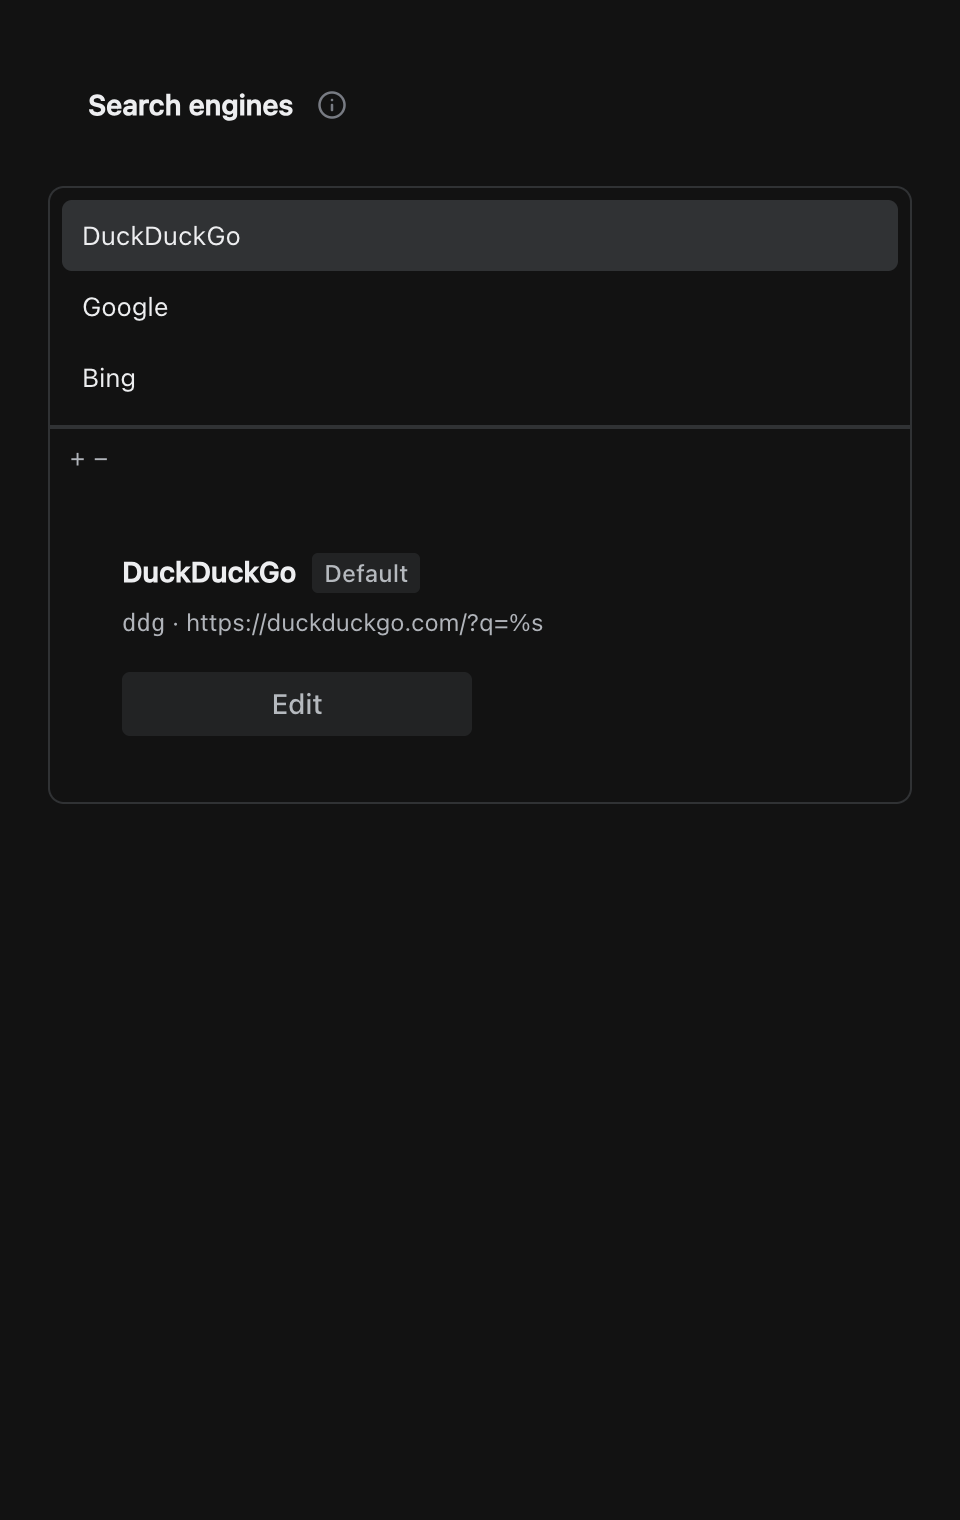 Search engines
DuckDuckGo
Google
Bing
+ −
DuckDuckGo Default
ddg · https://duckduckgo.com/?q=%s
Edit